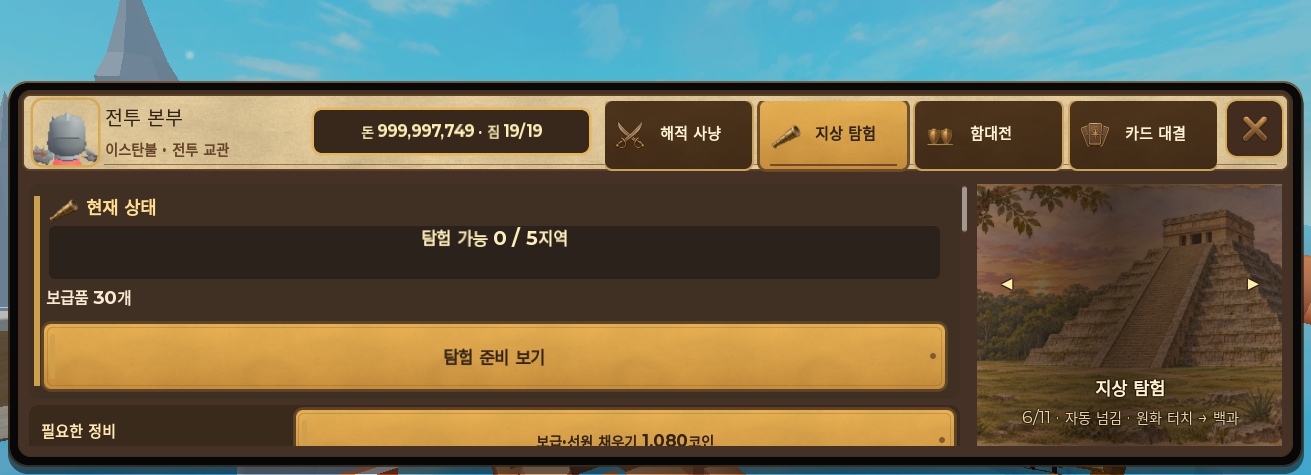 전투 본부
이스탄불 · 전투 교관
돈 999,997,749 · 짐 19/19
해적 사냥
지상 탐험
함대전
카드 대결
현재 상태
탐험 가능 0 / 5지역
보급품 30개
탐험 준비 보기
필요한 정비
보급·선원 채우기 1,080코인
◀ ▶
지상 탐험
6/11 · 자동 넘김 · 원화 터치 → 백과